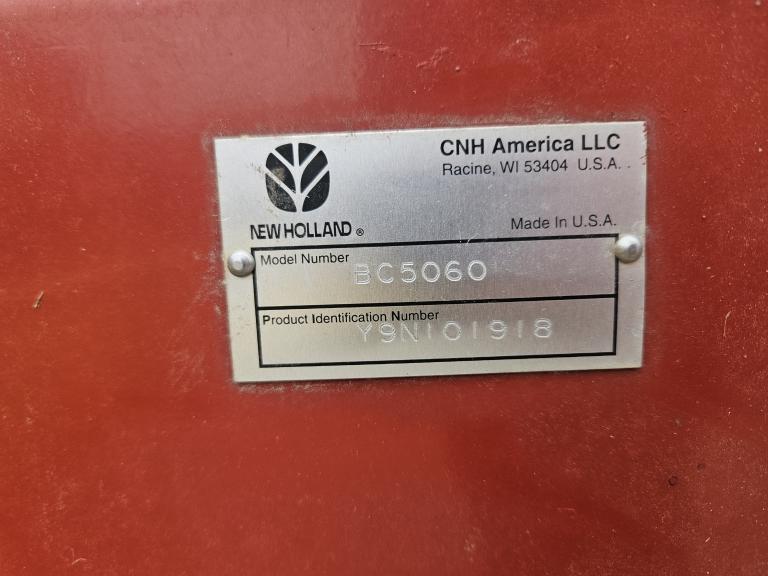 CNH America LLC
Racine, WI 53404 U.S.A.
NEW HOLLAND ®
Made In U.S.A.
Model Number
BC5060
Product Identification Number
Y9N101918